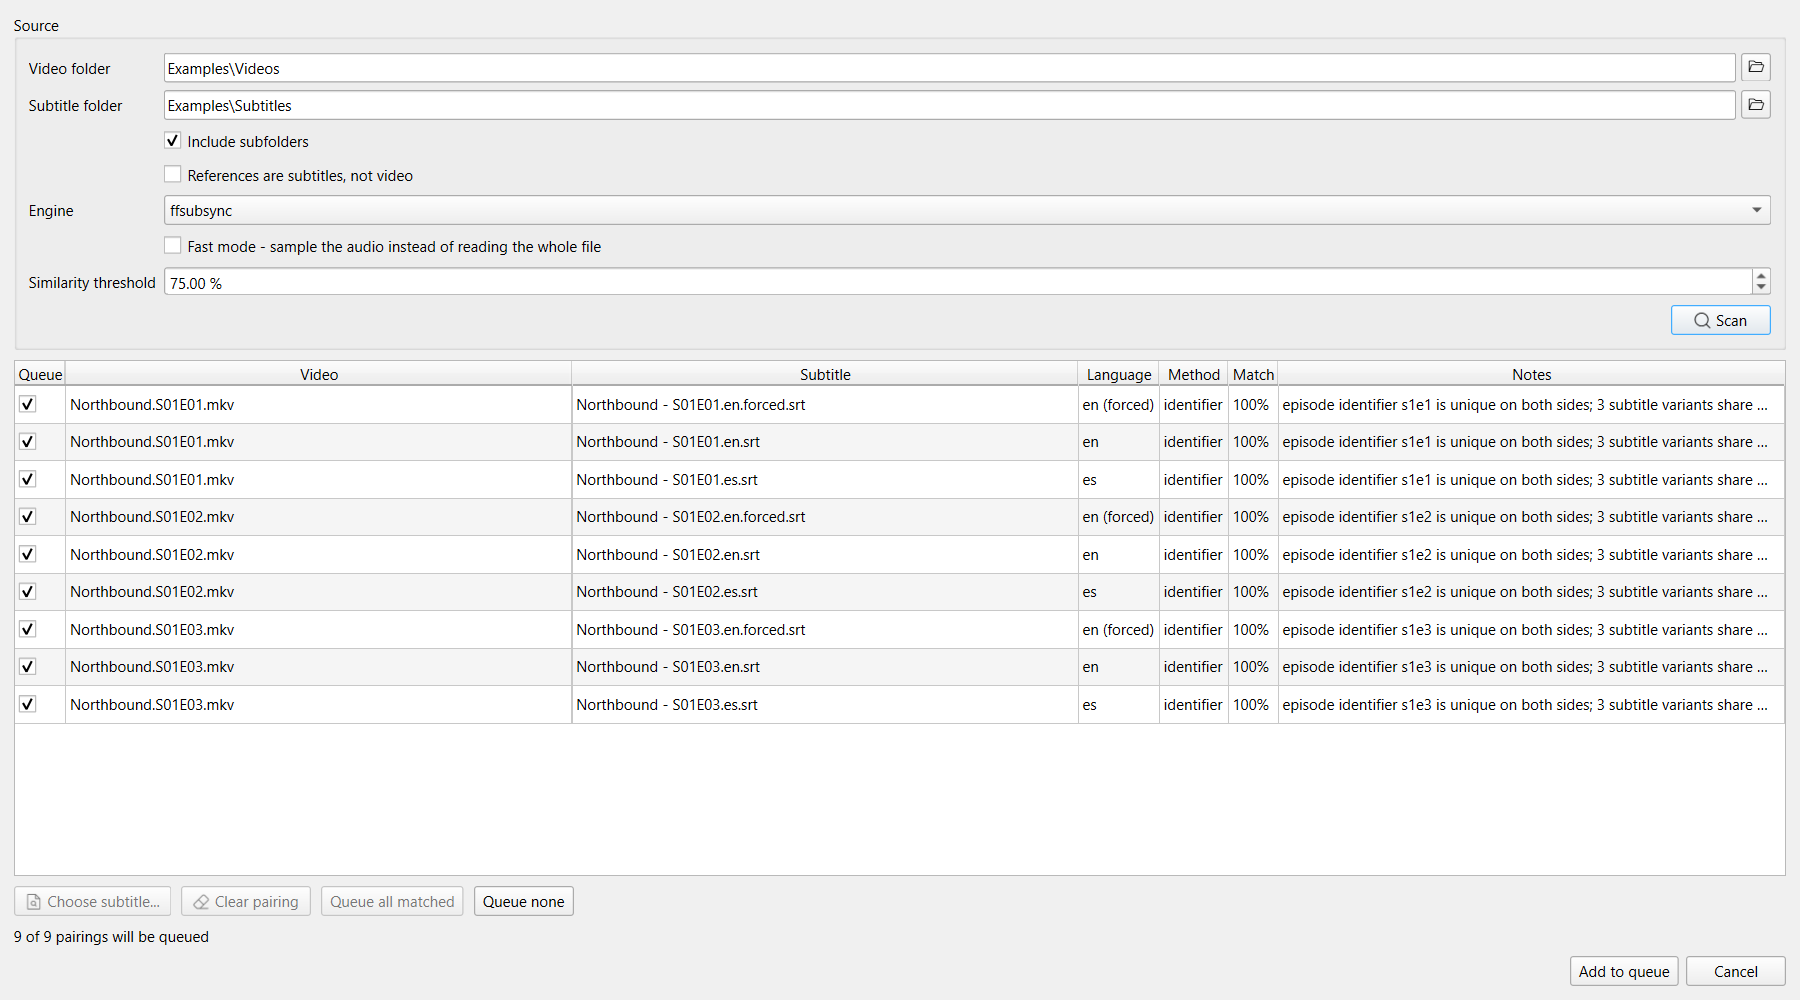 Source
Video folder Examples\Videos
Subtitle folder Examples\Subtitles
Include subfolders
References are subtitles, not video
Engine ffsubsync
Fast mode - sample the audio instead of reading the whole file
Similarity threshold 75.00 %
Scan
Queue Video Subtitle Language Method Match Notes
Northbound.S01E01.mkv Northbound - S01E01.en.forced.srt en (forced) identifier 100% episode identifier s1e1 is unique on both sides; 3 subtitle variants share ...
Northbound.S01E01.mkv Northbound - S01E01.en.srt en identifier 100% episode identifier s1e1 is unique on both sides; 3 subtitle variants share ...
Northbound.S01E01.mkv Northbound - S01E01.es.srt es identifier 100% episode identifier s1e1 is unique on both sides; 3 subtitle variants share ...
Northbound.S01E02.mkv Northbound - S01E02.en.forced.srt en (forced) identifier 100% episode identifier s1e2 is unique on both sides; 3 subtitle variants share ...
Northbound.S01E02.mkv Northbound - S01E02.en.srt en identifier 100% episode identifier s1e2 is unique on both sides; 3 subtitle variants share ...
Northbound.S01E02.mkv Northbound - S01E02.es.srt es identifier 100% episode identifier s1e2 is unique on both sides; 3 subtitle variants share ...
Northbound.S01E03.mkv Northbound - S01E03.en.forced.srt en (forced) identifier 100% episode identifier s1e3 is unique on both sides; 3 subtitle variants share ...
Northbound.S01E03.mkv Northbound - S01E03.en.srt en identifier 100% episode identifier s1e3 is unique on both sides; 3 subtitle variants share ...
Northbound.S01E03.mkv Northbound - S01E03.es.srt es identifier 100% episode identifier s1e3 is unique on both sides; 3 subtitle variants share ...
Choose subtitle... Clear pairing Queue all matched Queue none
9 of 9 pairings will be queued
Add to queue Cancel